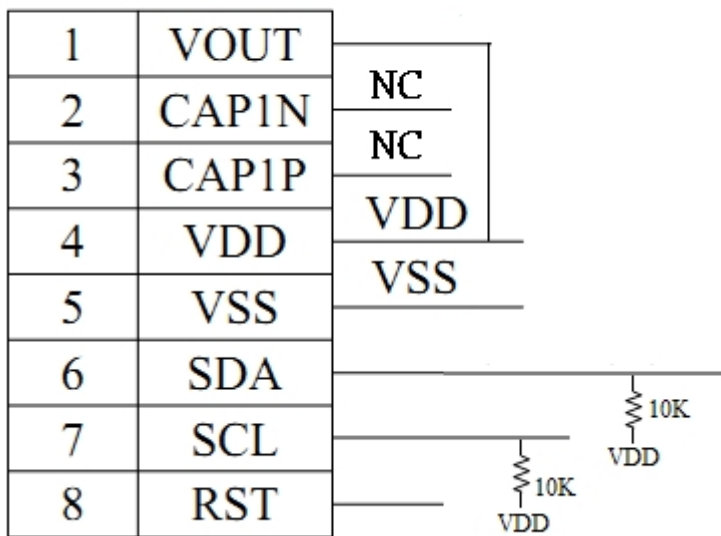 1 VOUT
NC
2 CAP1N
NC
3 CAP1P
VDD
4 VDD
VSS
5 VSS
6 SDA
10K
VDD
7 SCL
10K
VDD
8 RST